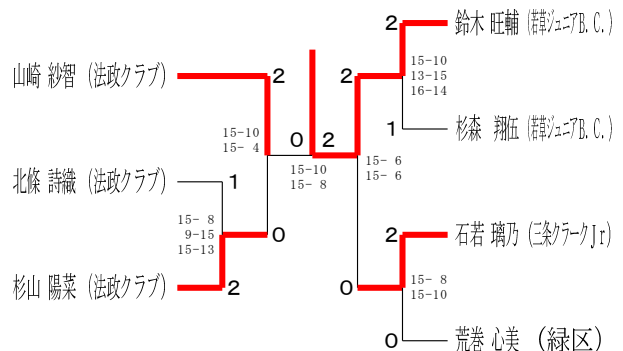 2 鈴木 旺輔 (若草ジュニアB.C.)
山崎 紗智 (法政クラブ) 2 2 15-10
13-15
16-14
15-10 0 2 1 杉森 翔伍 (若草ジュニアB.C.)
15- 4
15-10 15- 6
15- 8 15- 6
北條 詩織 (法政クラブ) 1
15- 8
9-15
15-13
0 2 石若 璃乃 (三条クラークJr)
杉山 陽菜 (法政クラブ) 2 0 15- 8
15-10
0 荒巻 心美 (緑区)